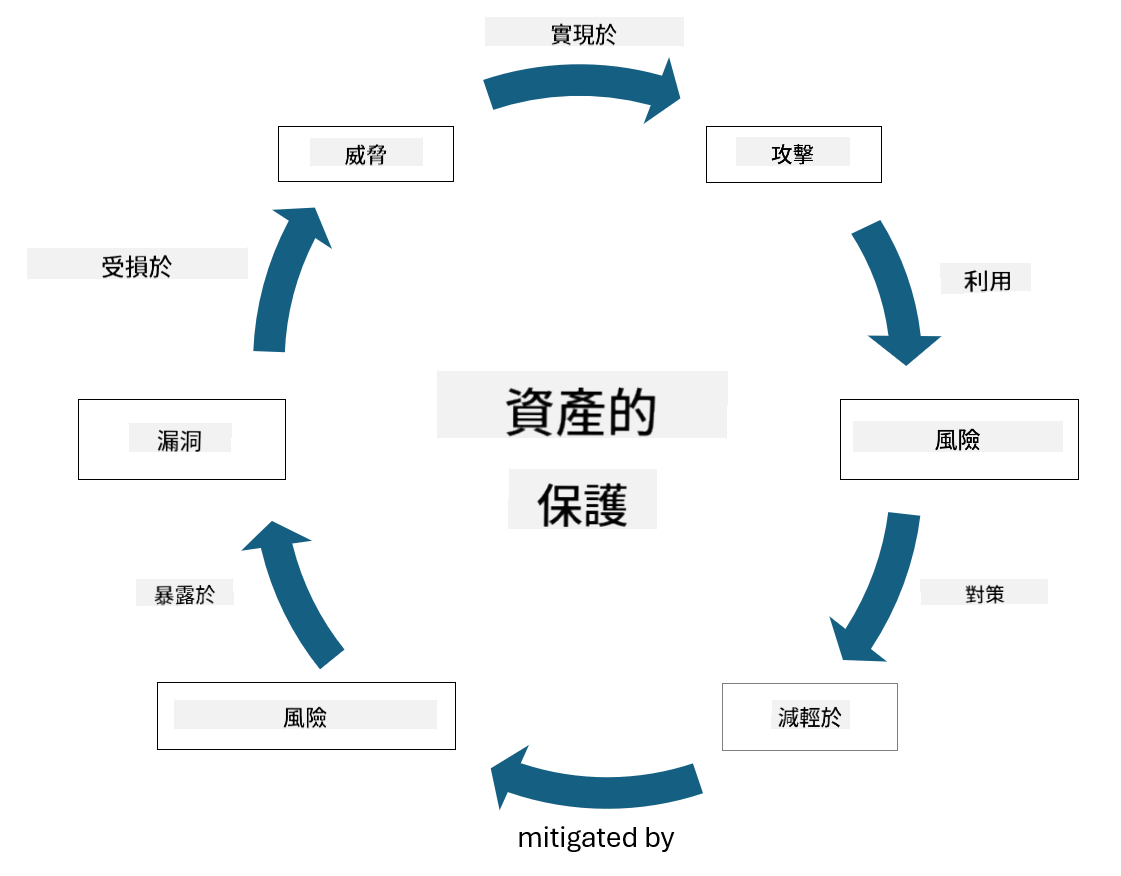 實現於
威脅
攻擊
受損於
利用
資產的
保護
漏洞
風險
暴露於
對策
風險
減輕於
mitigated by